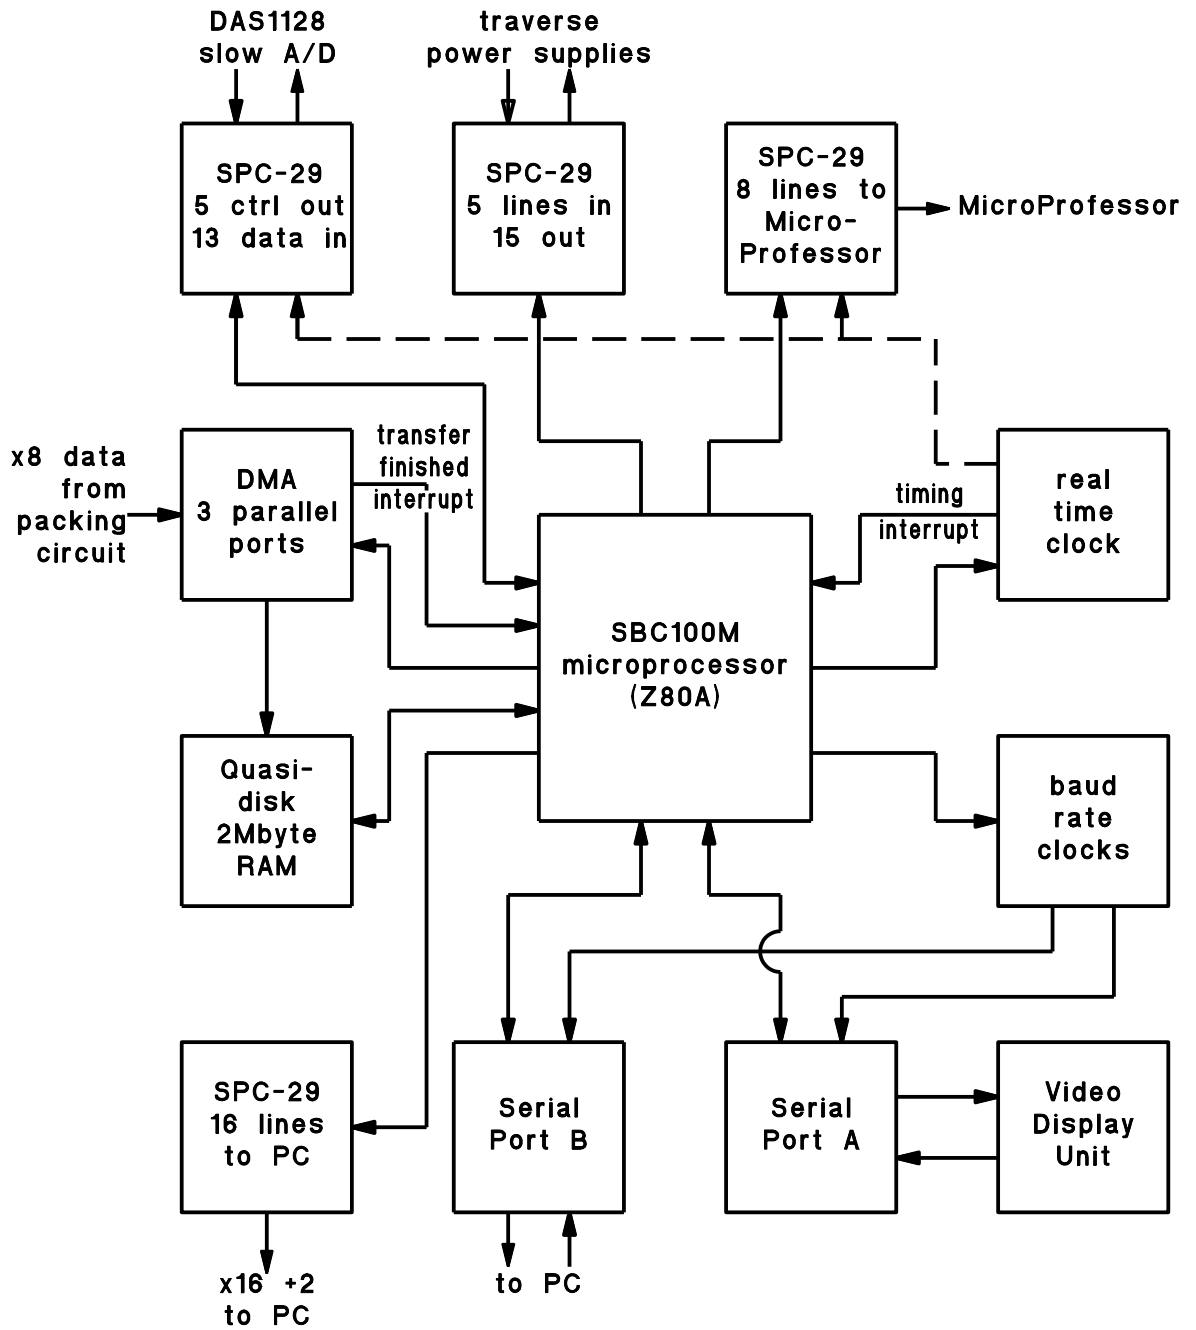 DAS1128
slow A/D
traverse
power supplies
SPC-29
5 ctrl out
13 data in
SPC-29
5 lines in
15 out
SPC-29
8 lines to
Micro-
Professor
MicroProfessor
x8 data
from
packing
circuit
DMA
3 parallel
ports
transfer
finished
interrupt
timing
interrupt
real
time
clock
SBC100M
microprocessor
(Z80A)
Quasi-
disk
2Mbyte
RAM
baud
rate
clocks
SPC-29
16 lines
to PC
Serial
Port B
Serial
Port A
Video
Display
Unit
x16 +2
to PC
to PC